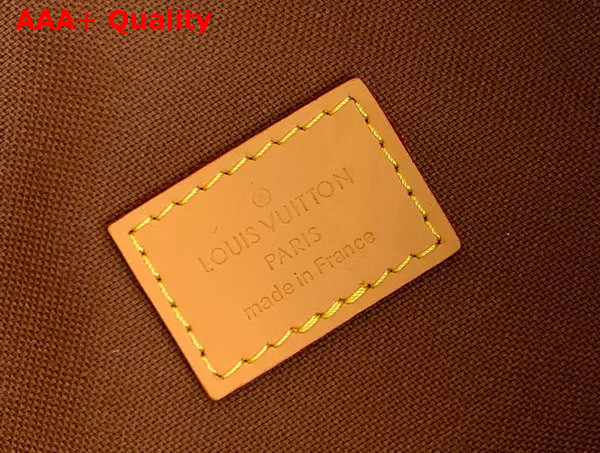 AAA+ Quality
®
LOUIS VUITTON
PARIS
made in France